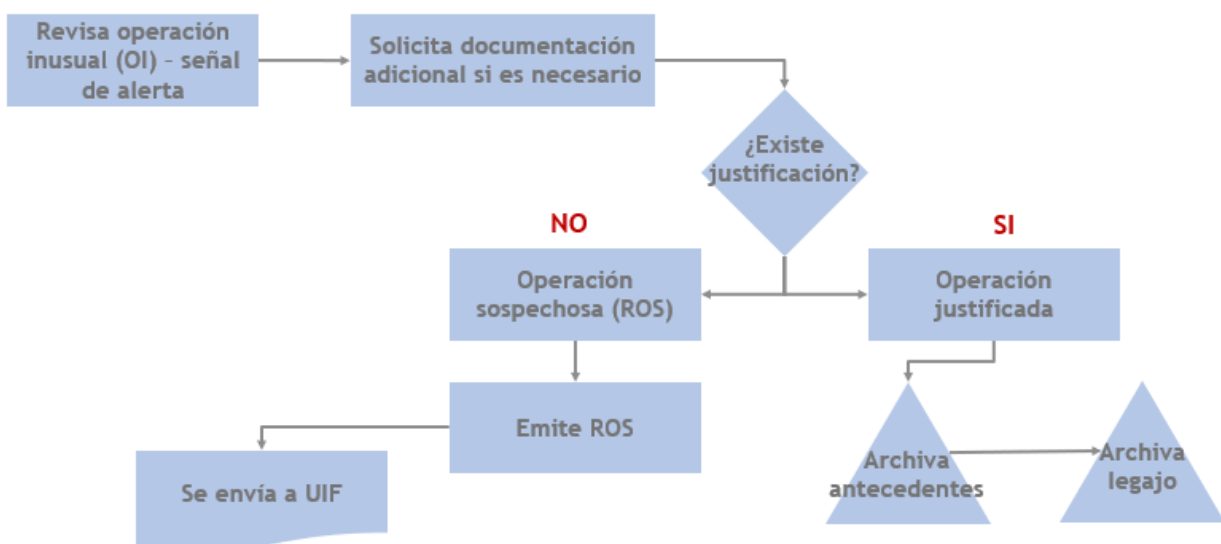 Revisa operación
inusual (OI) - señal
de alerta
Solicita documentación
adicional si es necesario
¿Existe
justificación?
NO
SI
Operación
sospechosa (ROS)
Operación
justificada
Emite ROS
Se envía a UIF
Archiva
antecedentes
Archiva
legajo